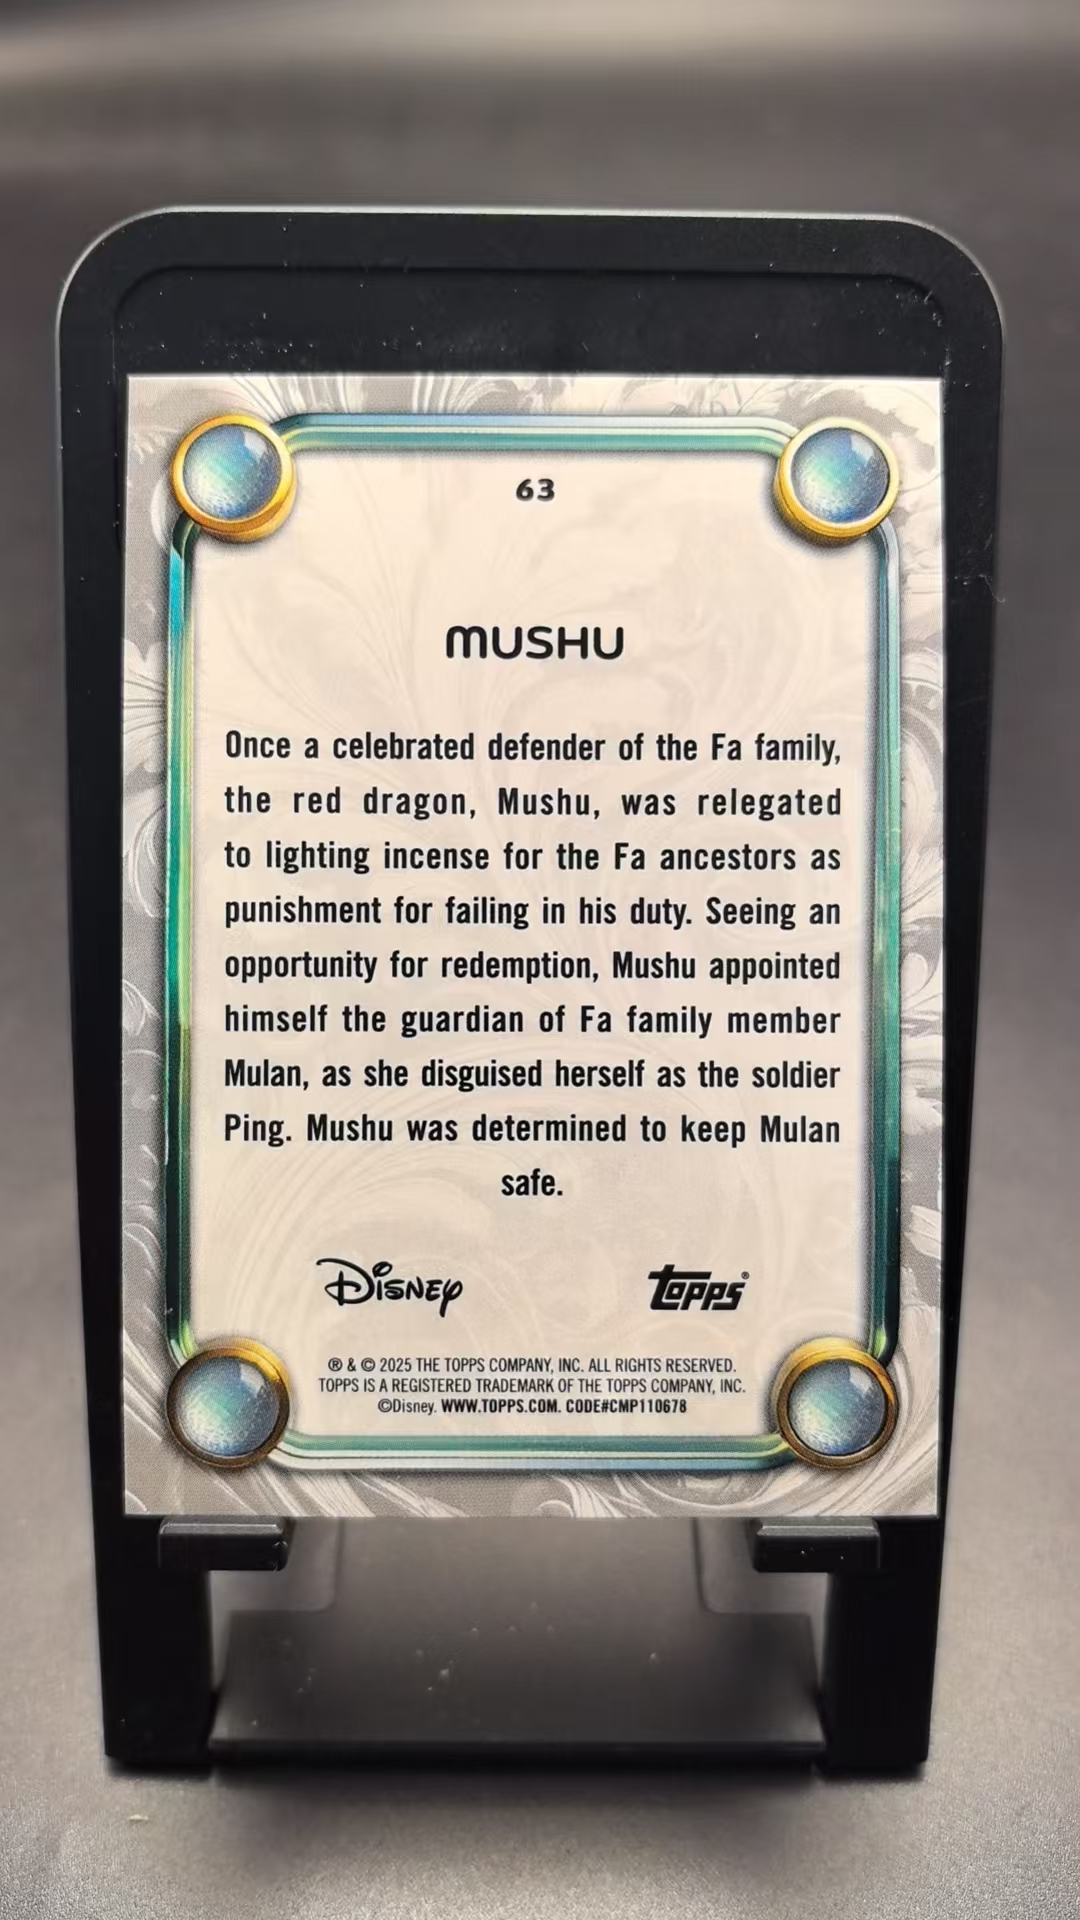 63
MUSHU
Once a celebrated defender of the Fa family,
the red dragon, Mushu, was relegated
to lighting incense for the Fa ancestors as
punishment for failing in his duty. Seeing an
opportunity for redemption, Mushu appointed
himself the guardian of Fa family member
Mulan, as she disguised herself as the soldier
Ping. Mushu was determined to keep Mulan
safe.
Disney topps®
® & © 2025 THE TOPPS COMPANY, INC. ALL RIGHTS RESERVED.
TOPPS IS A REGISTERED TRADEMARK OF THE TOPPS COMPANY, INC.
©Disney. WWW.TOPPS.COM. CODE#CMP110678